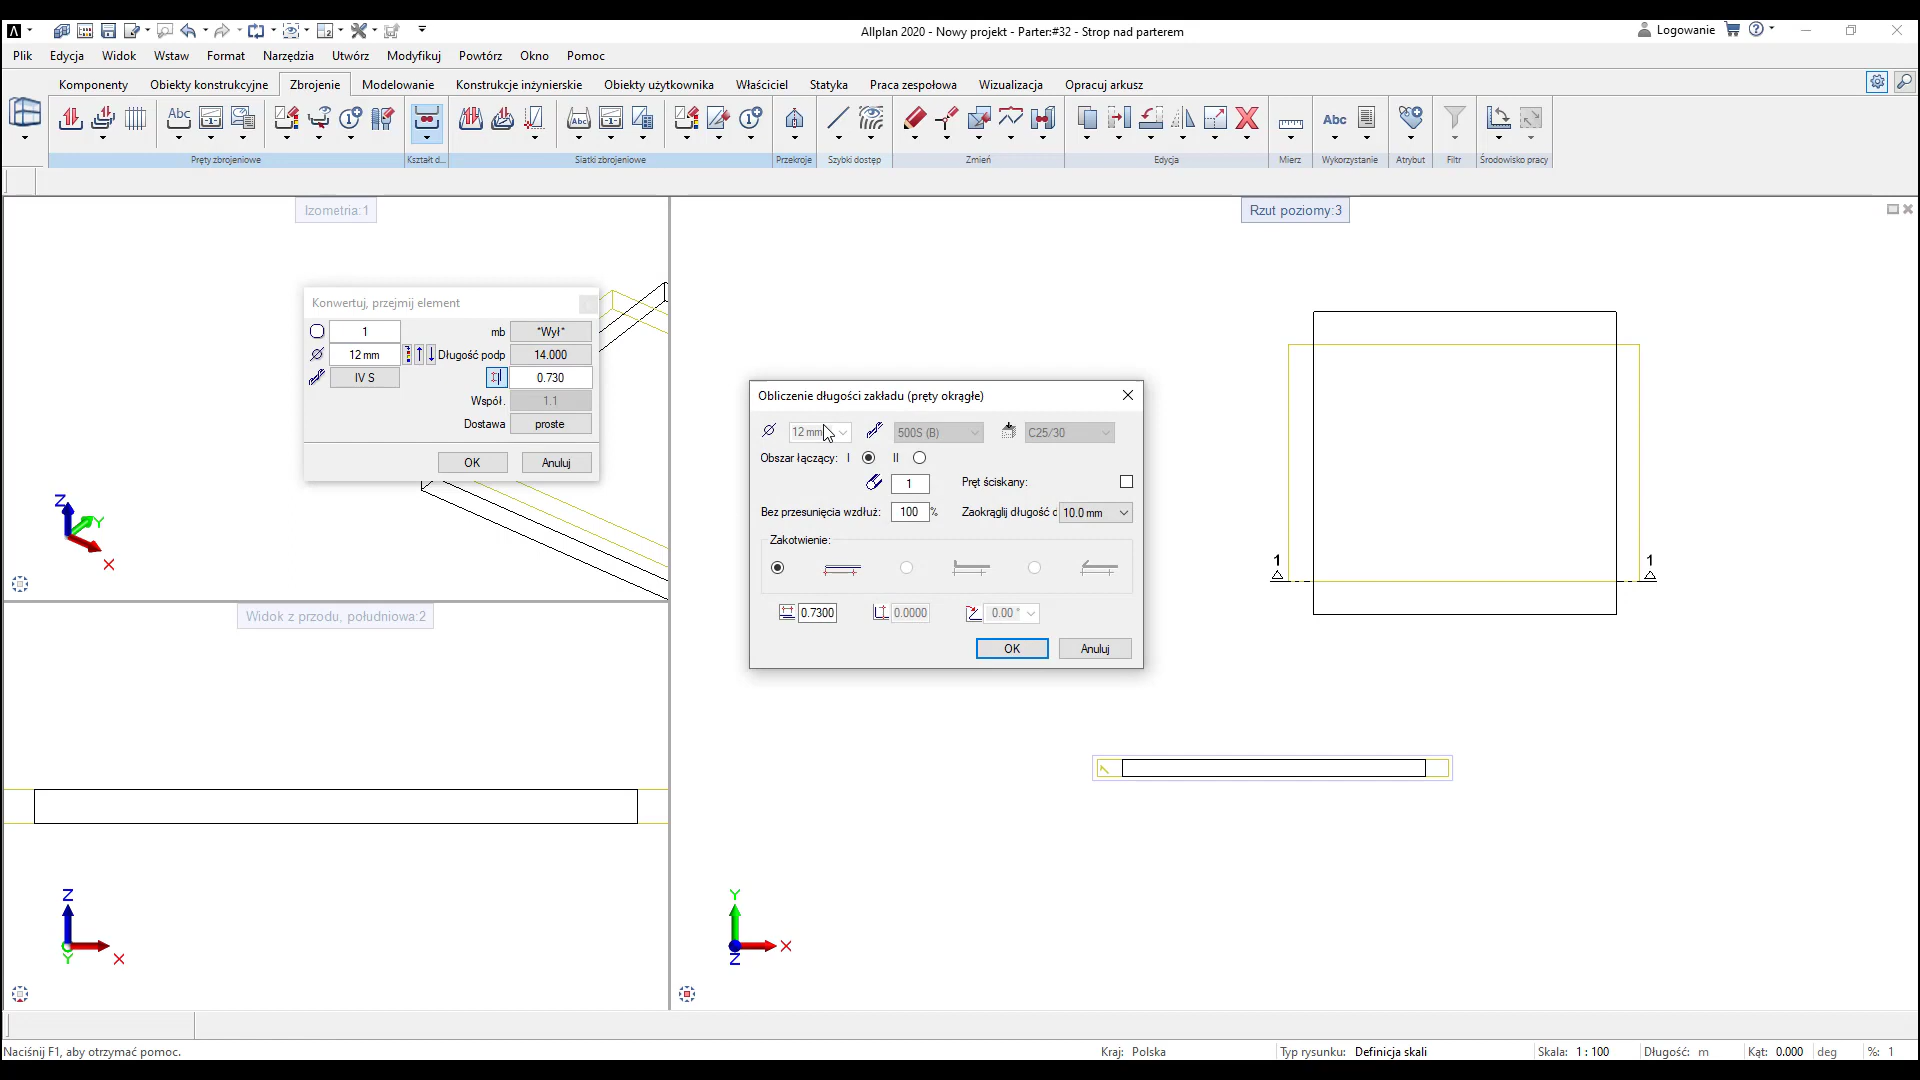 Allplan 2020 - Nowy projekt - Parter:#32 - Strop nad parterem
Logowanie
Plik Edycja Widok Wstaw Format Narzędzia Utwórz Modyfikuj Powtórz Okno Pomoc
Komponenty Obiekty konstrukcyjne Zbrojenie Modelowanie Konstrukcje inżynierskie Obiekty użytkownika Właściciel Statyka Praca zespołowa Wizualizacja Opracuj arkusz
Abc Abc Abc
Pręty zbrojeniowe Kształt d... Siatki zbrojeniowe Przekroje Szybki dostęp Zmień Edycja Mierz Wykorzystanie Atrybut Filtr Środowisko pracy
Izometria:1
Rzut poziomy:3
Konwertuj, przejmij element
1 mb *Wył*
12 mm Długość podp 14.000
IV S 0.730
Współ. 1.1
Dostawa proste
OK Anuluj
Z
Y
X
Obliczenie długości zakładu (pręty okrągłe)
12 mm 500S (B) C25/30
Obszar łączący: I II
1 Pręt ściskany:
Bez przesunięcia wzdłuż: 100 % Zaokrąglij długość d 10.0 mm
Zakotwienie:
0.7300 0.0000 0.00 °
OK Anuluj
1 1
Widok z przodu, południowa:2
Z
Y
X
Y
X
Z
Naciśnij F1, aby otrzymać pomoc. Kraj: Polska Typ rysunku: Definicja skali Skala: 1 : 100 Długość: m Kąt: 0.000 deg %: 1